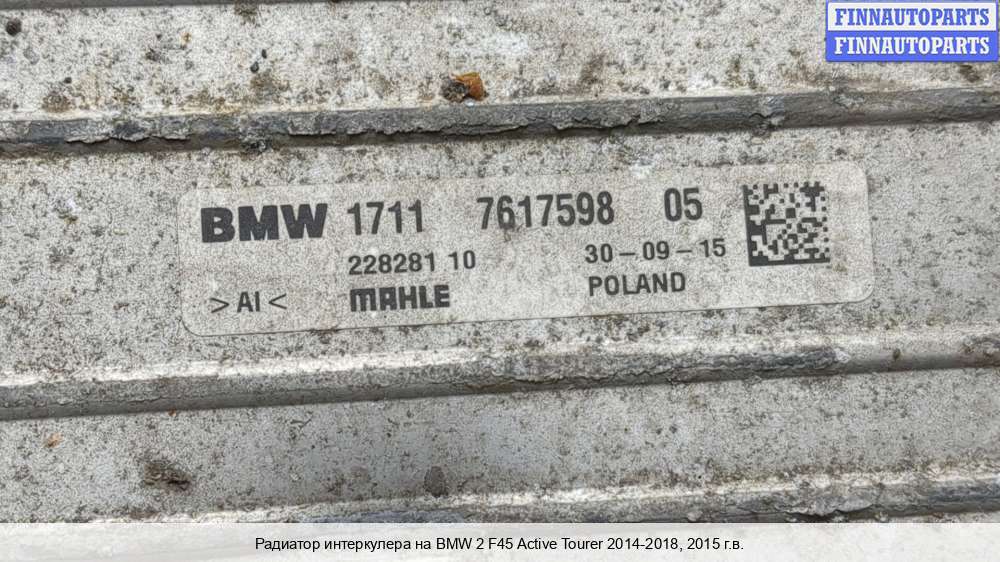 FINNAUTOPARTS
FINNAUTOPARTS
BMW 1711 7617598 05
228281 10 30-09-15
>Al< MAHLE POLAND
Радиатор интеркулера на BMW 2 F45 Active Tourer 2014-2018, 2015 г.в.